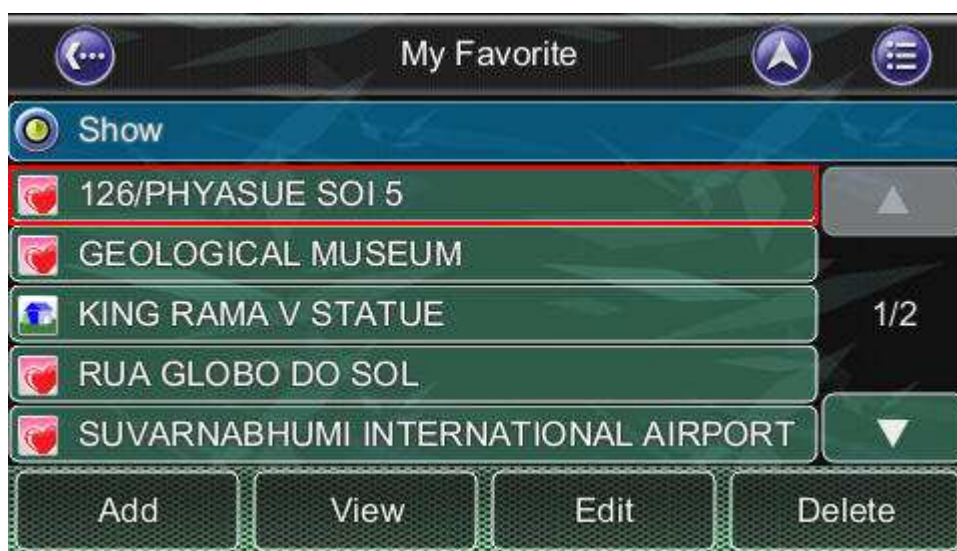 My Favorite
Show
126/PHYASUE SOI 5
GEOLOGICAL MUSEUM
KING RAMA V STATUE
1/2
RUA GLOBO DO SOL
SUVARNABHUMI INTERNATIONAL AIRPORT
Add View Edit Delete